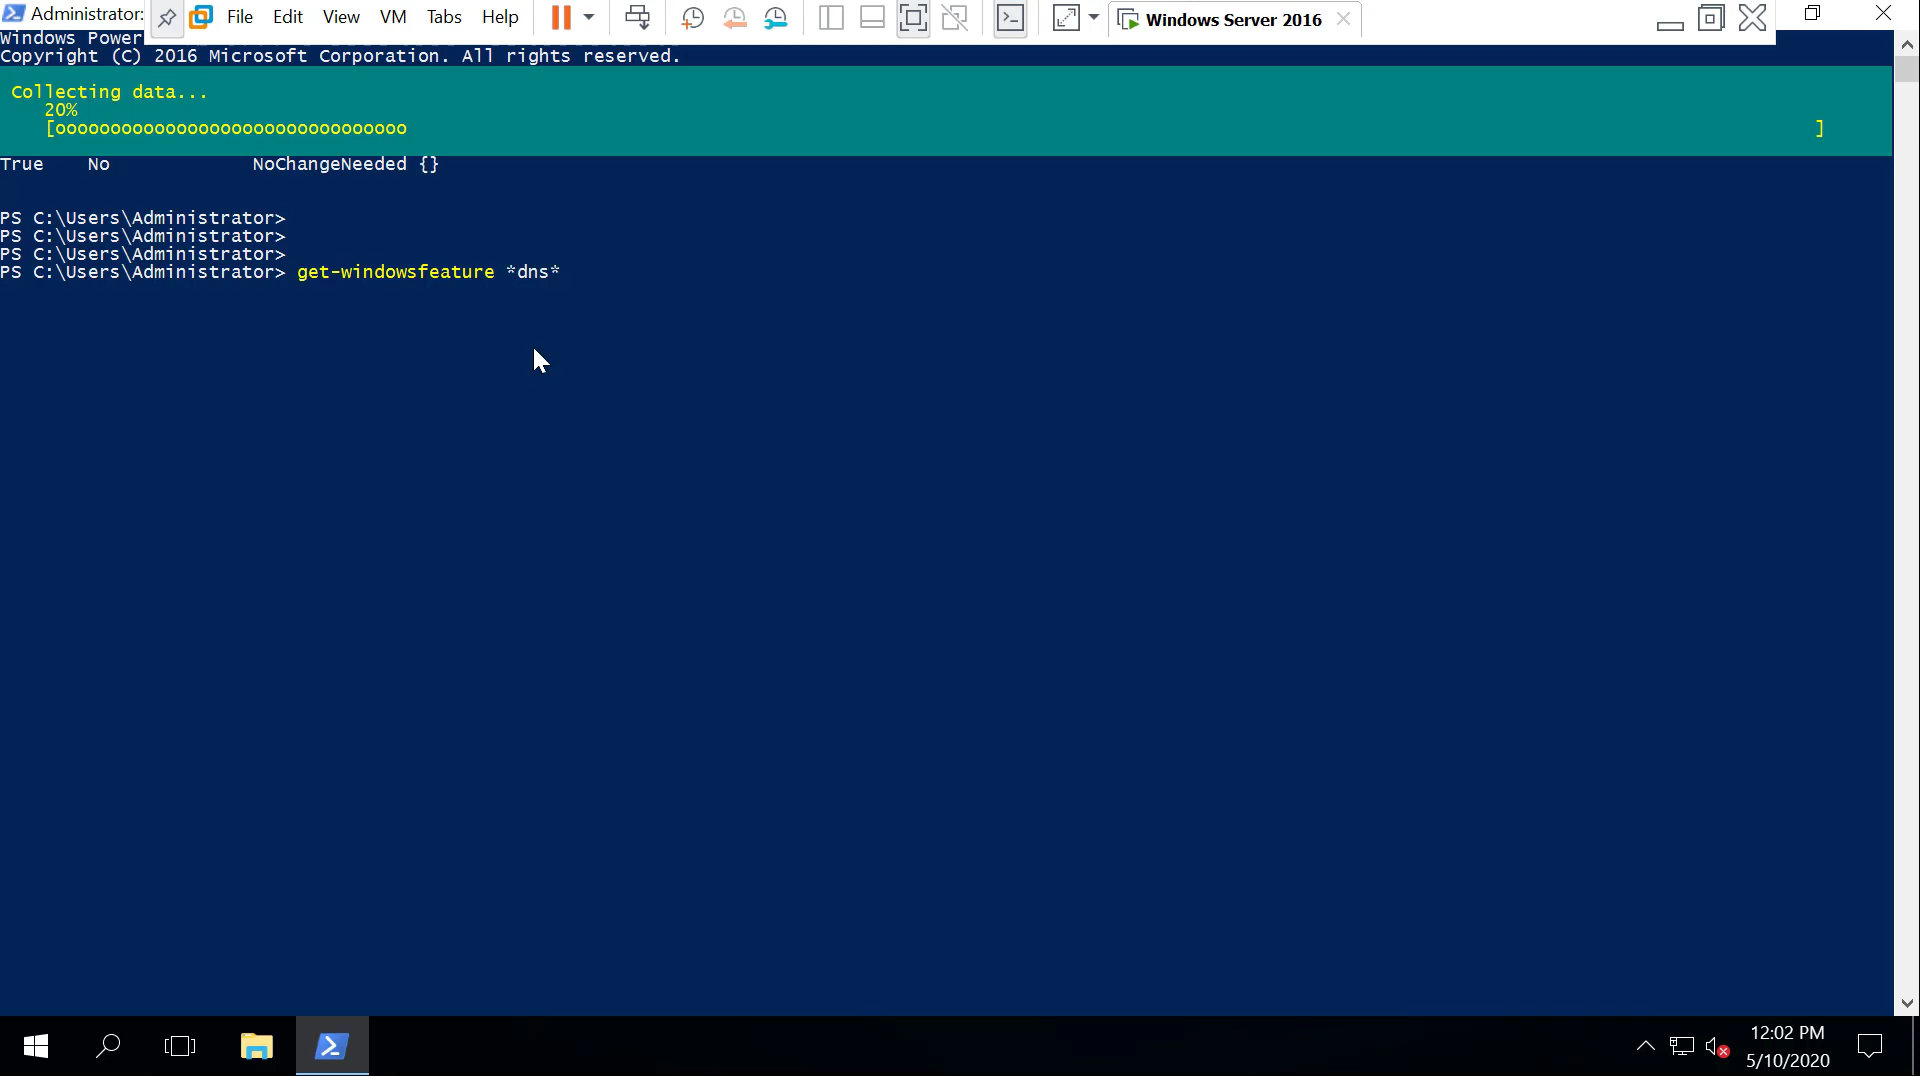 Administrator:
File Edit View VM Tabs Help
Windows Server 2016
Windows Power
Copyright (C) 2016 Microsoft Corporation. All rights reserved.
Collecting data...
20%
[oooooooooooooooooooooooooooooooo ]
True No NoChangeNeeded {}
PS C:\Users\Administrator>
PS C:\Users\Administrator>
PS C:\Users\Administrator>
PS C:\Users\Administrator> get-windowsfeature *dns*
12:02 PM
5/10/2020